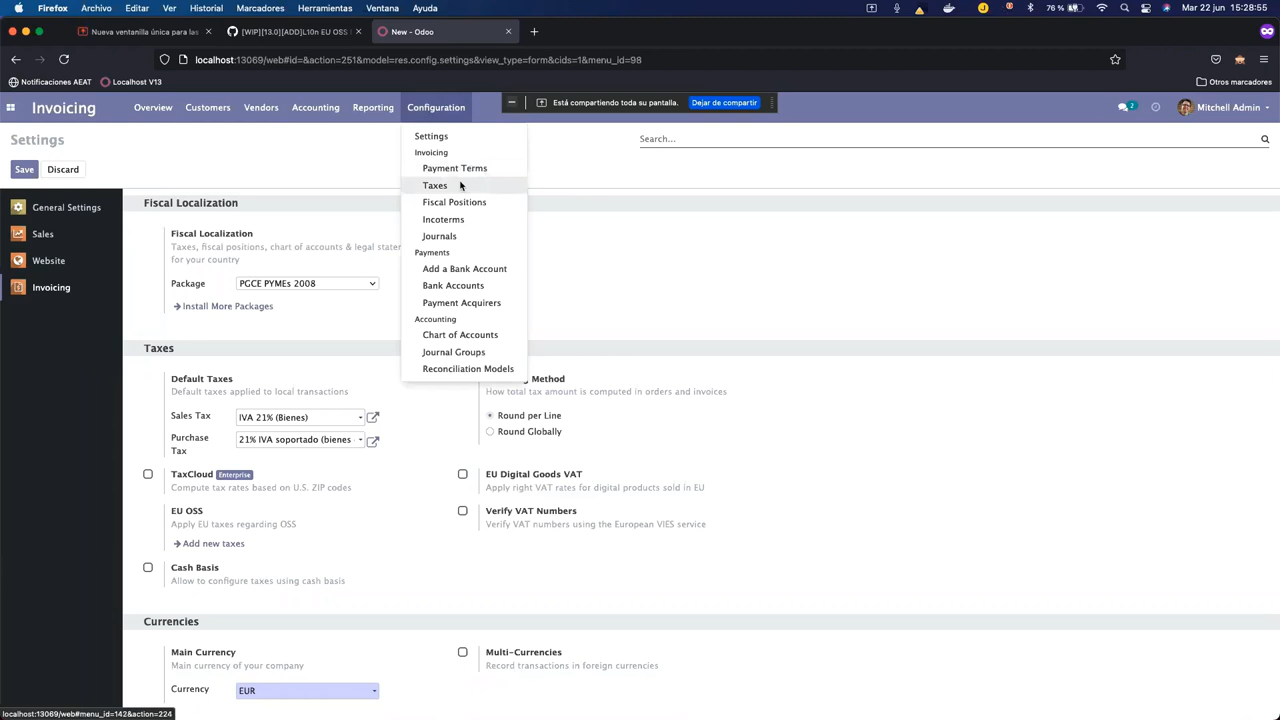 Firefox Archivo Editar Ver Historial Marcadores Herramientas Ventana Ayuda 76 % Mar 22 jun 15:28:55
Nueva ventanilla única para las
[WIP][13.0][ADD]L10n EU OSS
New - Odoo
localhost:13069/web#id=&action=251&model=res.config.settings&view_type=form&cids=1&menu_id=98
Notificaciones AEAT Localhost V13 Otros marcadores
Invoicing Overview Customers Vendors Accounting Reporting Configuration
Está compartiendo toda su pantalla. Dejar de compartir
2 Mitchell Admin
Settings
Search...
Save Discard
General Settings
Sales
Website
Invoicing
Settings
Invoicing
Payment Terms
Taxes
Fiscal Positions
Incoterms
Journals
Payments
Add a Bank Account
Bank Accounts
Payment Acquirers
Accounting
Chart of Accounts
Journal Groups
Reconciliation Models
Fiscal Localization
Fiscal Localization
Taxes, fiscal positions, chart of accounts & legal state
for your country
Package PGCE PYMEs 2008
Install More Packages
Taxes
Default Taxes
Default taxes applied to local transactions
Sales Tax IVA 21% (Bienes)
Purchase Tax 21% IVA soportado (bienes
Method
How total tax amount is computed in orders and invoices
Round per Line
Round Globally
TaxCloud Enterprise
Compute tax rates based on U.S. ZIP codes
EU Digital Goods VAT
Apply right VAT rates for digital products sold in EU
EU OSS
Apply EU taxes regarding OSS
Add new taxes
Verify VAT Numbers
Verify VAT numbers using the European VIES service
Cash Basis
Allow to configure taxes using cash basis
Currencies
Main Currency
Main currency of your company
Currency EUR
Multi-Currencies
Record transactions in foreign currencies
localhost:13069/web#menu_id=142&action=224